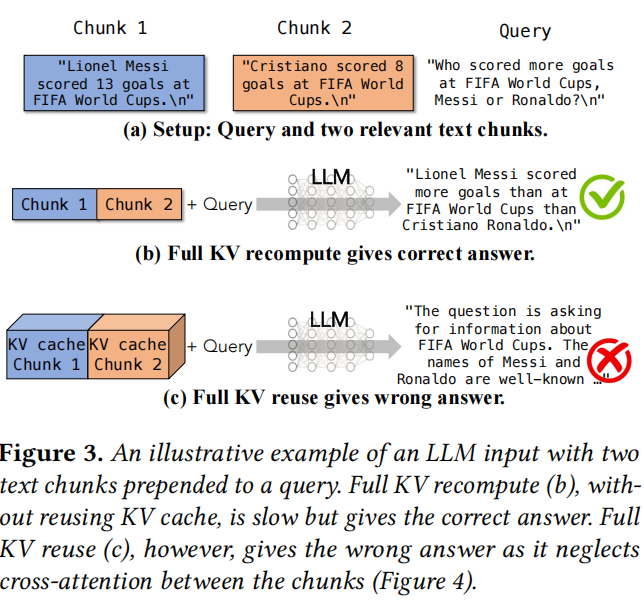 Chunk 1
Chunk 2
Query
"Lionel Messi
scored 13 goals at
FIFA World Cups.\n"
"Cristiano scored 8
goals at FIFA World
Cups.\n"
"Who scored more goals
at FIFA World Cups,
Messi or Ronaldo?\n"
(a) Setup: Query and two relevant text chunks.
Chunk 1
Chunk 2
+ Query
LLM
"Lionel Messi scored
more goals than at
FIFA World Cups than
Cristiano Ronaldo.\n"
(b) Full KV recompute gives correct answer.
KV cache
Chunk 1
KV cache
Chunk 2
+ Query
LLM
"The question is asking
for information about
FIFA World Cups. The
names of Messi and
Ronaldo are well-known …"
(c) Full KV reuse gives wrong answer.
Figure 3. An illustrative example of an LLM input with two
text chunks prepended to a query. Full KV recompute (b), with-
out reusing KV cache, is slow but gives the correct answer. Full
KV reuse (c), however, gives the wrong answer as it neglects
cross-attention between the chunks (Figure 4).